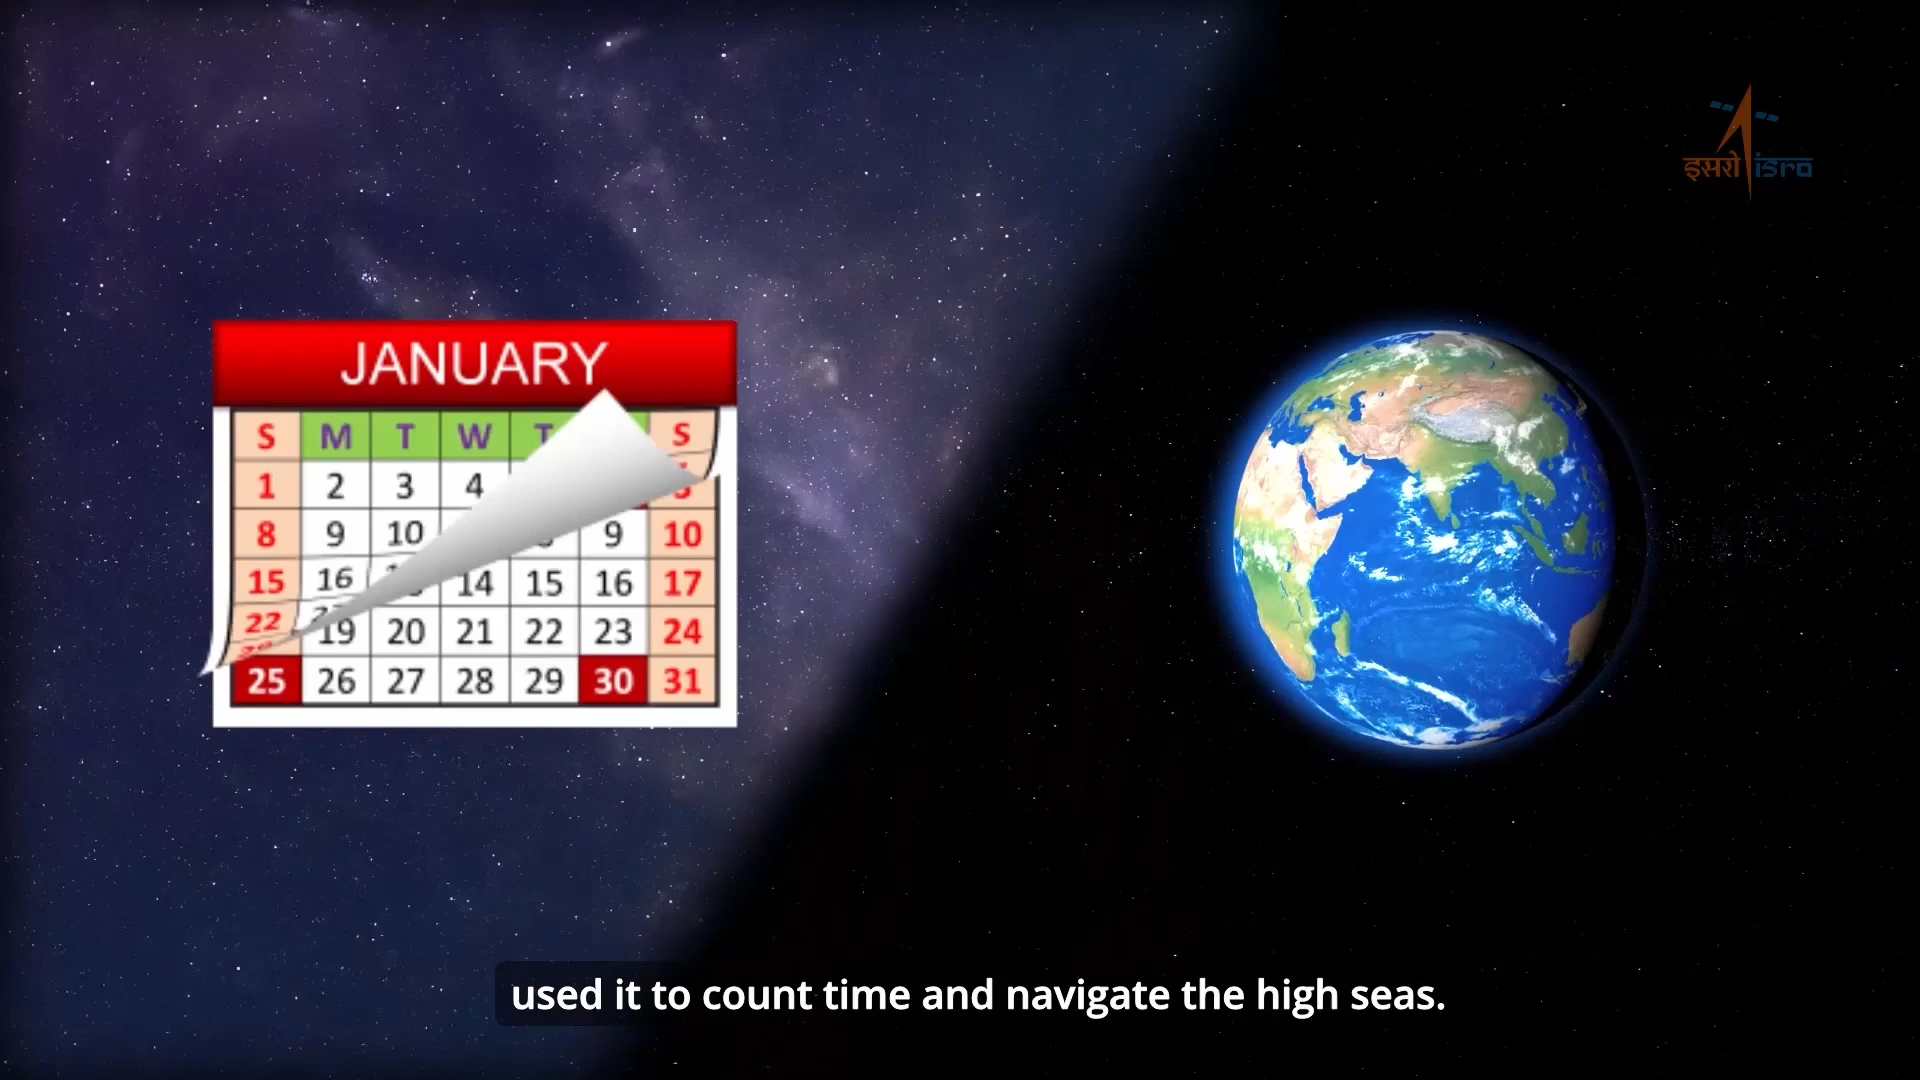 इसरो isro
JANUARY
S M T W T S
1 2 3 4
8 9 10 9 10
15 16 14 15 16 17
22 19 20 21 22 23 24
25 26 27 28 29 30 31
used it to count time and navigate the high seas.